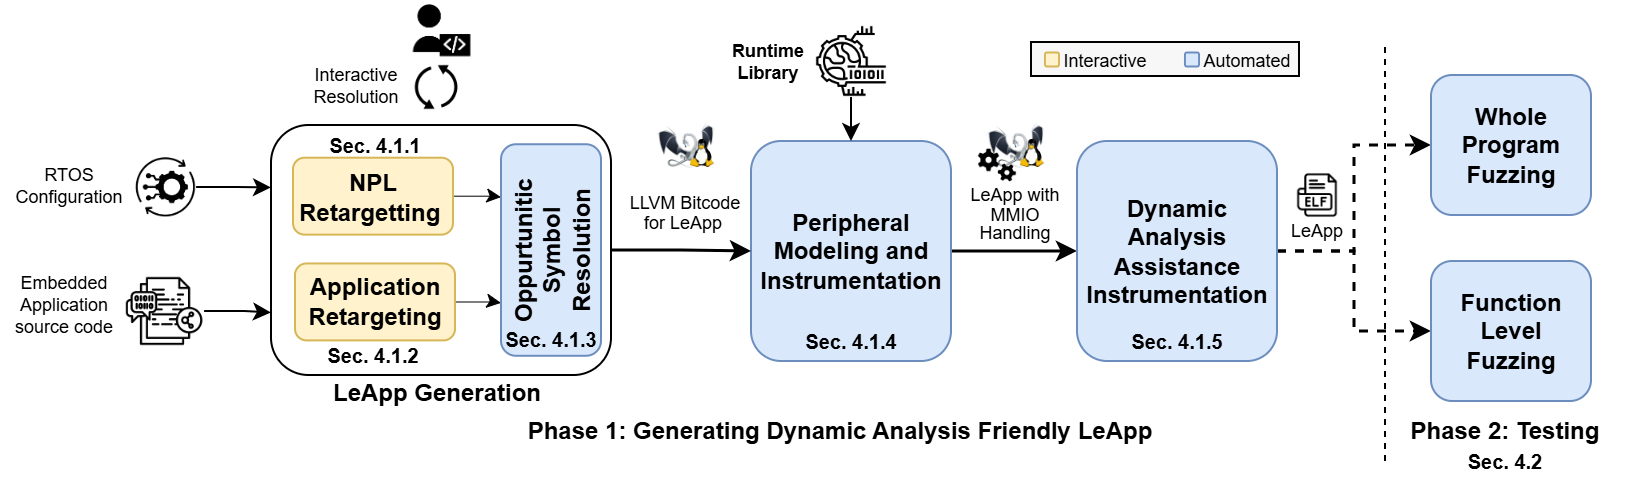 Interactive
Resolution
Runtime
Library
Interactive
Automated
RTOS
Configuration
Embedded
Application
source code
Sec. 4.1.1
NPL
Retargetting
Application
Retargeting
Sec. 4.1.2
Oppurtunitic
Symbol
Resolution
Sec. 4.1.3
LeApp Generation
LLVM Bitcode
for LeApp
Peripheral
Modeling and
Instrumentation
Sec. 4.1.4
LeApp with
MMIO
Handling
Dynamic
Analysis
Assistance
Instrumentation
Sec. 4.1.5
ELF
LeApp
Whole
Program
Fuzzing
Function
Level
Fuzzing
Phase 1: Generating Dynamic Analysis Friendly LeApp
Phase 2: Testing
Sec. 4.2